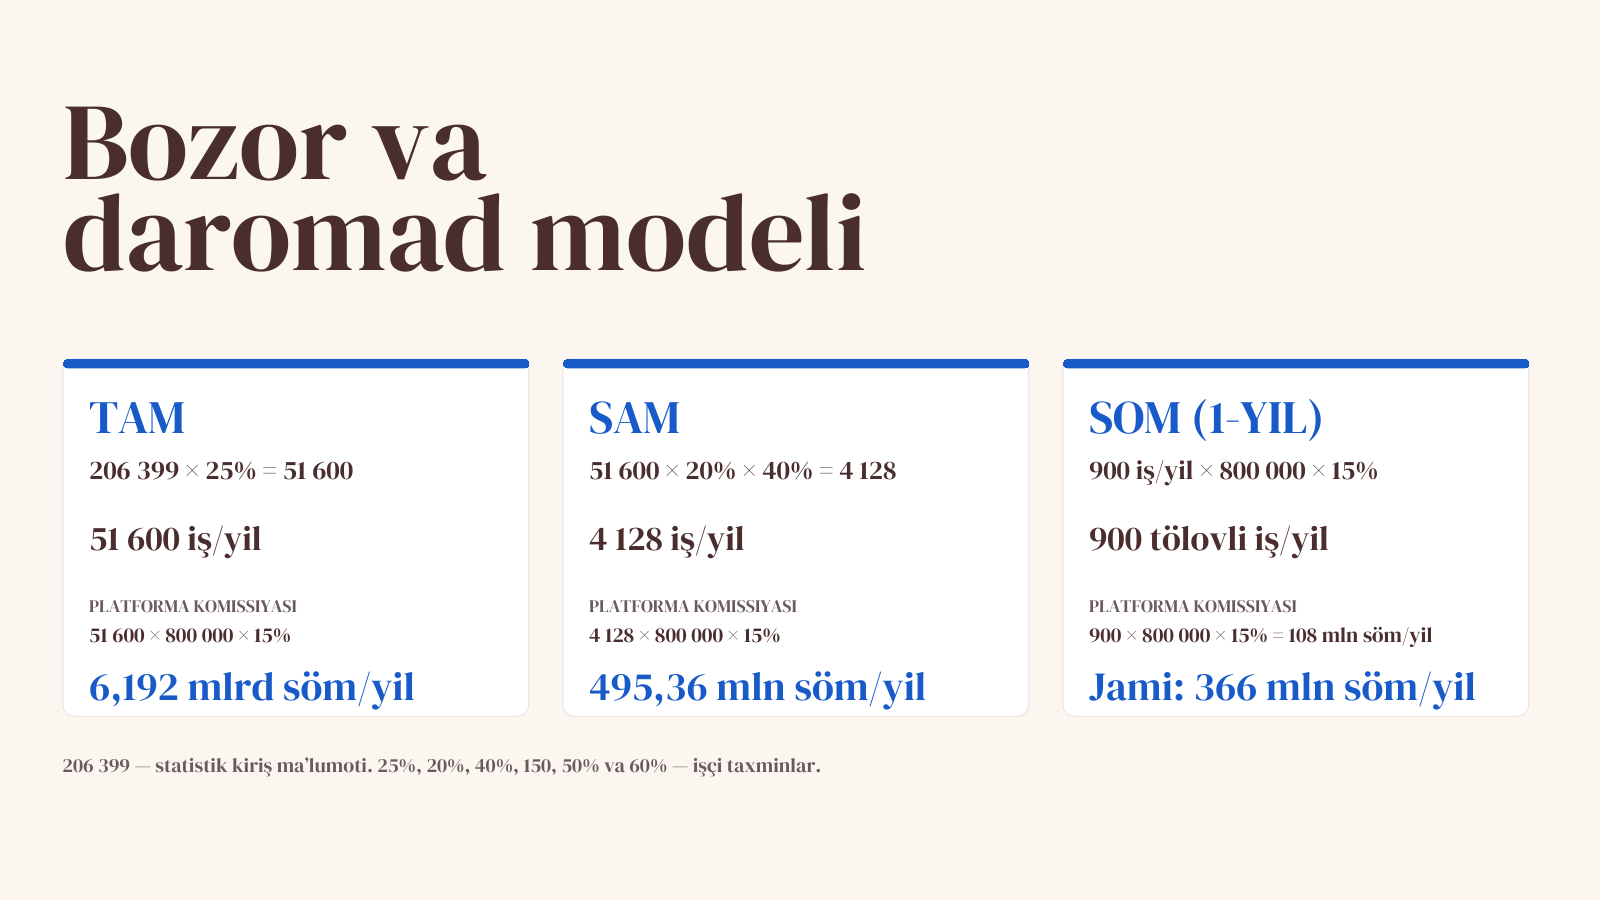 Bozor va
daromad modeli
TAM
206 399 × 25% = 51 600
51 600 iş/yil
PLATFORMA KOMISSIYASI
51 600 × 800 000 × 15%
6,192 mlrd söm/yil
SAM
51 600 × 20% × 40% = 4 128
4 128 iş/yil
PLATFORMA KOMISSIYASI
4 128 × 800 000 × 15%
495,36 mln söm/yil
SOM (1-YIL)
900 iş/yil × 800 000 × 15%
900 tölovli iş/yil
PLATFORMA KOMISSIYASI
900 × 800 000 × 15% = 108 mln söm/yil
Jami: 366 mln söm/yil
206 399 — statistik kiriş ma’lumoti. 25%, 20%, 40%, 150, 50% va 60% — işçi taxminlar.